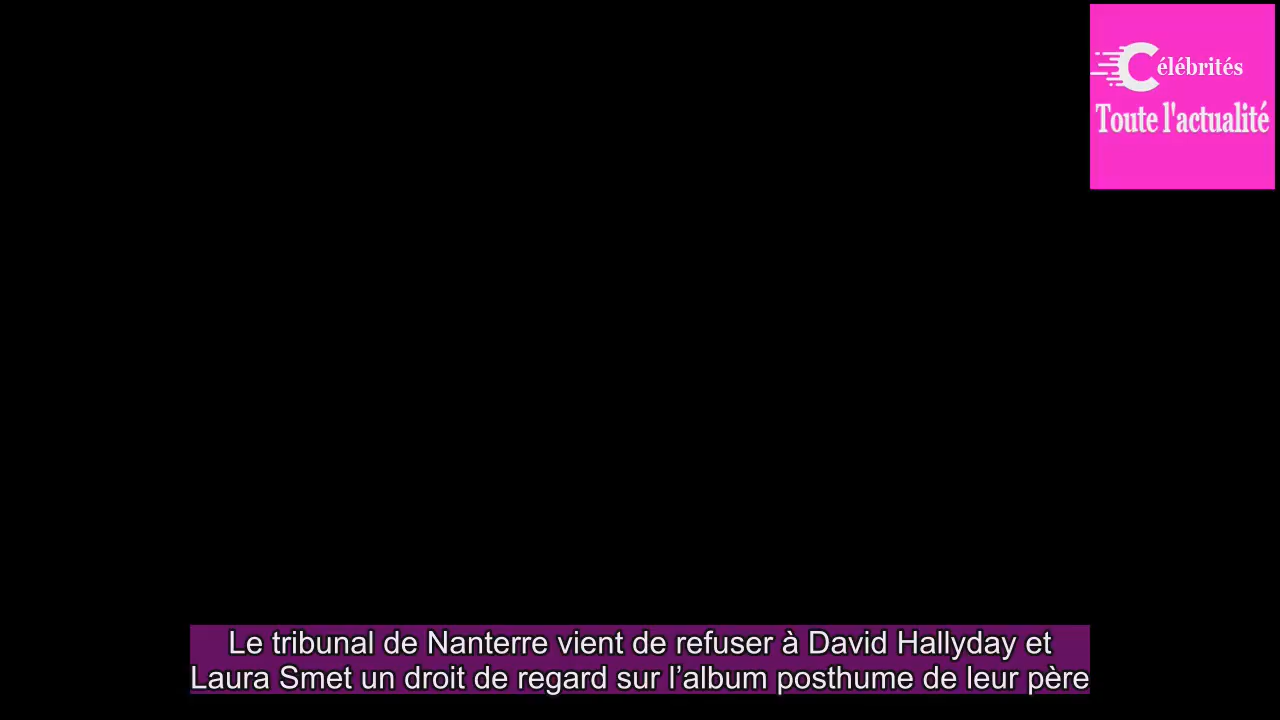 Célébrités
Toute l'actualité
Le tribunal de Nanterre vient de refuser à David Hallyday et
Laura Smet un droit de regard sur l’album posthume de leur père